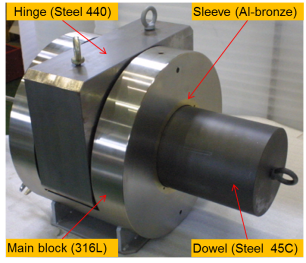 Hinge (Steel 440)
Sleeve (Al-bronze)
Main block (316L)
Dowel (Steel 45C)